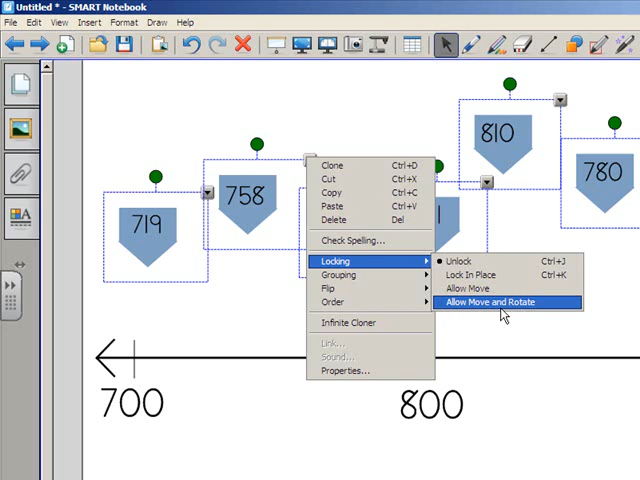 Untitled * - SMART Notebook
File Edit View Insert Format Draw Help
810
780
758
719
1
Clone Ctrl+D
Cut Ctrl+X
Copy Ctrl+C
Paste Ctrl+V
Delete Del
Check Spelling...
Locking
Grouping
Flip
Order
Infinite Cloner
Link...
Sound...
Properties...
Unlock Ctrl+J
Lock In Place Ctrl+K
Allow Move
Allow Move and Rotate
700
800